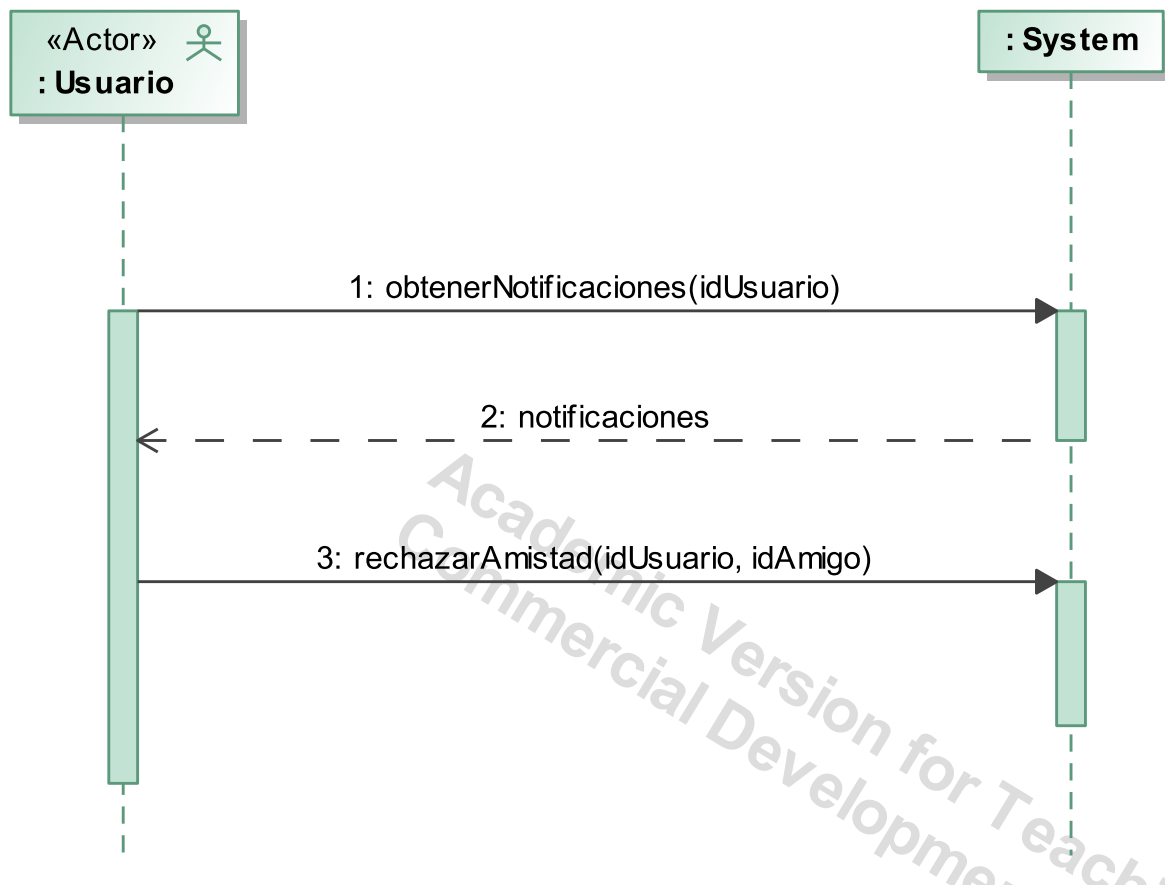 «Actor»
: Usuario
: System
1: obtenerNotificaciones(idUsuario)
2: notificaciones
3: rechazarAmistad(idUsuario, idAmigo)
Academic Version for Teach
Commercial Developme